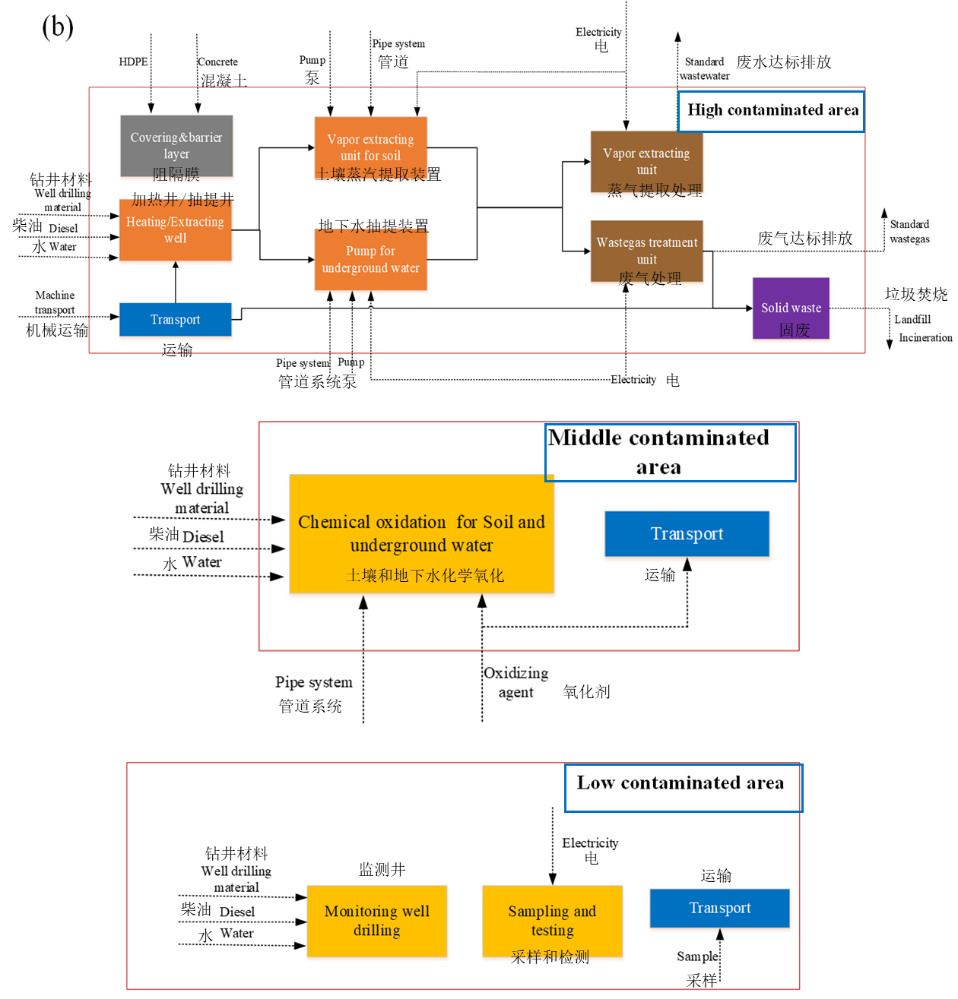 (b)
HDPE
Concrete
混凝土
Pump
泵
Pipe system
管道
Electricity
电
Standard
wastewater
废水达标排放
High contaminated area
Covering&barrier
layer
阻隔膜
Vapor extracting
unit for soil
土壤蒸汽提取装置
Vapor extracting
unit
蒸气提取处理
钻井材料
Well drilling
material
柴油 Diesel
水 Water
加热井/抽提井
Heating/Extracting
well
地下水抽提装置
Pump for
underground water
Wastegas treatment
unit
废气处理
废气达标排放
Standard
wastegas
Machine
transport
机械运输
Transport
运输
Solid waste
固废
垃圾焚烧
Landfill
Incineration
Pipe system
Pump
管道系统泵
Electricity 电
Middle contaminated
area
钻井材料
Well drilling
material
柴油 Diesel
水 Water
Chemical oxidation for Soil and
underground water
土壤和地下水化学氧化
Transport
运输
Pipe system
管道系统
Oxidizing
agent
氧化剂
Low contaminated area
钻井材料
Well drilling
material
柴油 Diesel
水 Water
监测井
Monitoring well
drilling
Electricity
电
Sampling and
testing
采样和检测
运输
Transport
Sample
采样